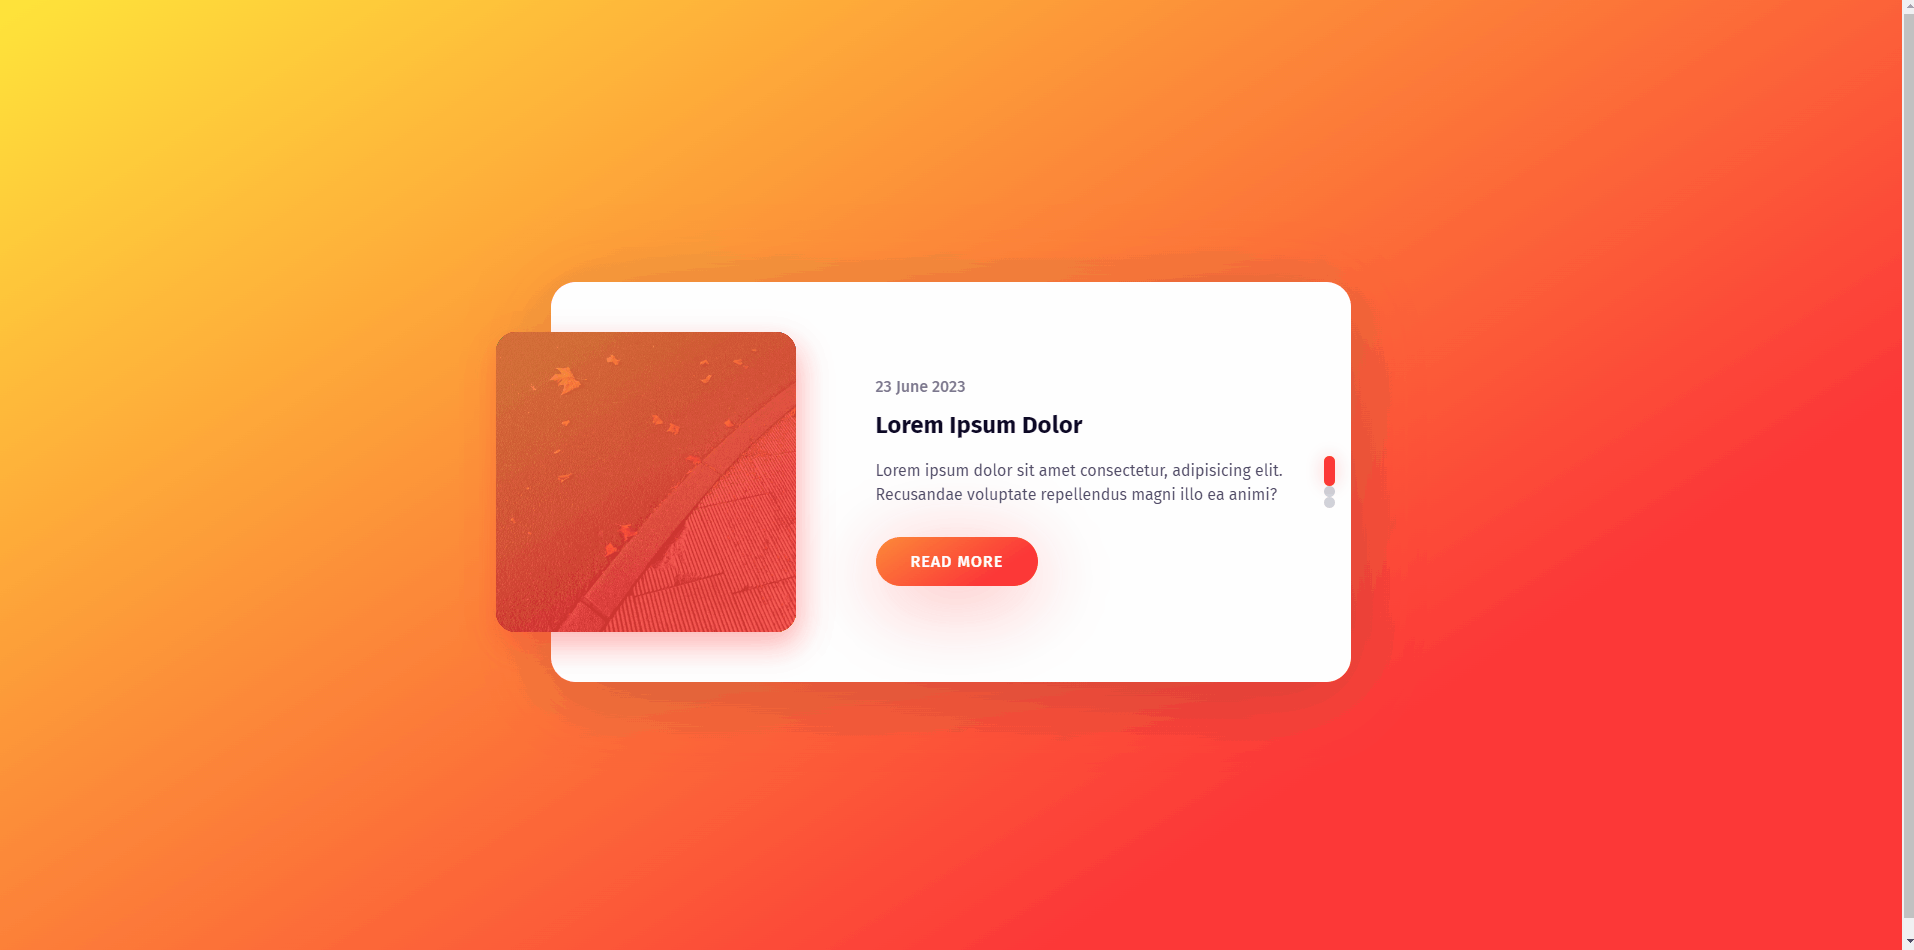 23 June 2023
Lorem Ipsum Dolor
Lorem ipsum dolor sit amet consectetur, adipisicing elit.
Recusandae voluptate repellendus magni illo ea animi?
READ MORE